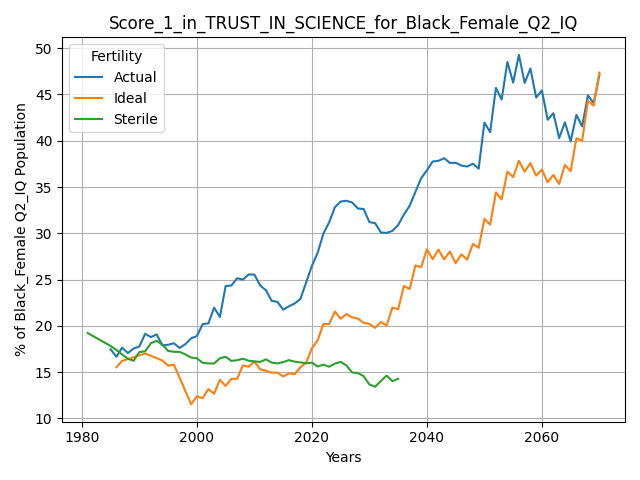 Score_1_in_TRUST_IN_SCIENCE_for_Black_Female_Q2_IQ
Fertility
Actual
Ideal
Sterile
% of Black_Female Q2_IQ Population
50
45
40
35
30
25
20
15
10
1980
2000
2020
2040
2060
Years